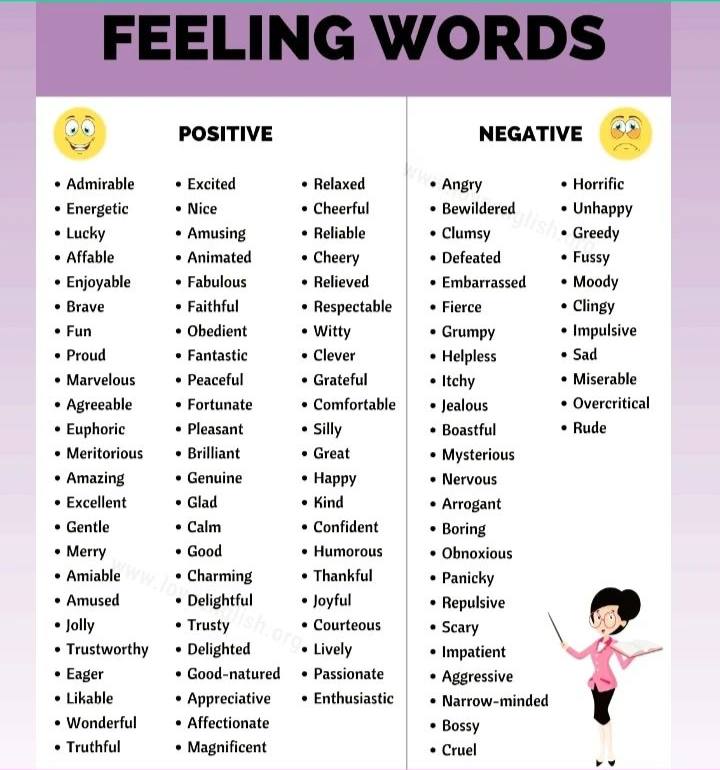 FEELING WORDS
POSITIVE
• Admirable
• Energetic
• Lucky
• Affable
• Enjoyable
• Brave
• Fun
• Proud
• Marvelous
• Agreeable
• Euphoric
• Meritorious
• Amazing
• Excellent
• Gentle
• Merry
• Amiable
• Amused
• Jolly
• Trustworthy
• Eager
• Likable
• Wonderful
• Truthful
• Excited
• Nice
• Amusing
• Animated
• Fabulous
• Faithful
• Obedient
• Fantastic
• Peaceful
• Fortunate
• Pleasant
• Brilliant
• Genuine
• Glad
• Calm
• Good
• Charming
• Delightful
• Trusty
• Delighted
• Good-natured
• Appreciative
• Affectionate
• Magnificent
• Relaxed
• Cheerful
• Reliable
• Cheery
• Relieved
• Respectable
• Witty
• Clever
• Grateful
• Comfortable
• Silly
• Great
• Happy
• Kind
• Confident
• Humorous
• Thankful
• Joyful
• Courteous
• Lively
• Passionate
• Enthusiastic
NEGATIVE
• Angry
• Bewildered
• Clumsy
• Defeated
• Embarrassed
• Fierce
• Grumpy
• Helpless
• Itchy
• Jealous
• Boastful
• Mysterious
• Nervous
• Arrogant
• Boring
• Obnoxious
• Panicky
• Repulsive
• Scary
• Impatient
• Aggressive
• Narrow-minded
• Bossy
• Cruel
• Horrific
• Unhappy
• Greedy
• Fussy
• Moody
• Clingy
• Impulsive
• Sad
• Miserable
• Overcritical
• Rude